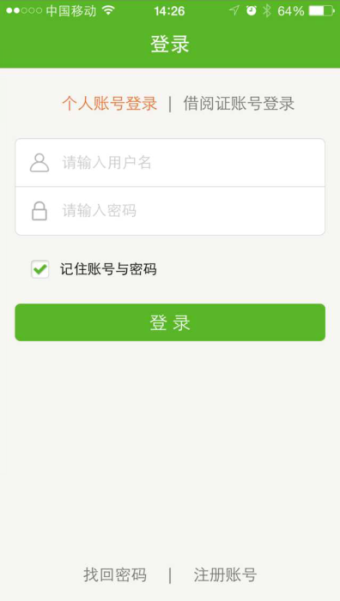 中国移动 14:26 64%
登录
个人账号登录 | 借阅证账号登录
请输入用户名
请输入密码
记住账号与密码
登录
找回密码 | 注册账号